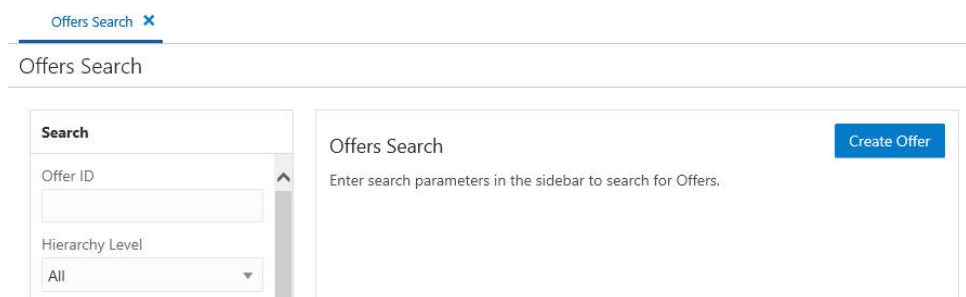 Offers Search
Offers Search
Search
Offer ID
Hierarchy Level
All
Offers Search
Create Offer
Enter search parameters in the sidebar to search for Offers.